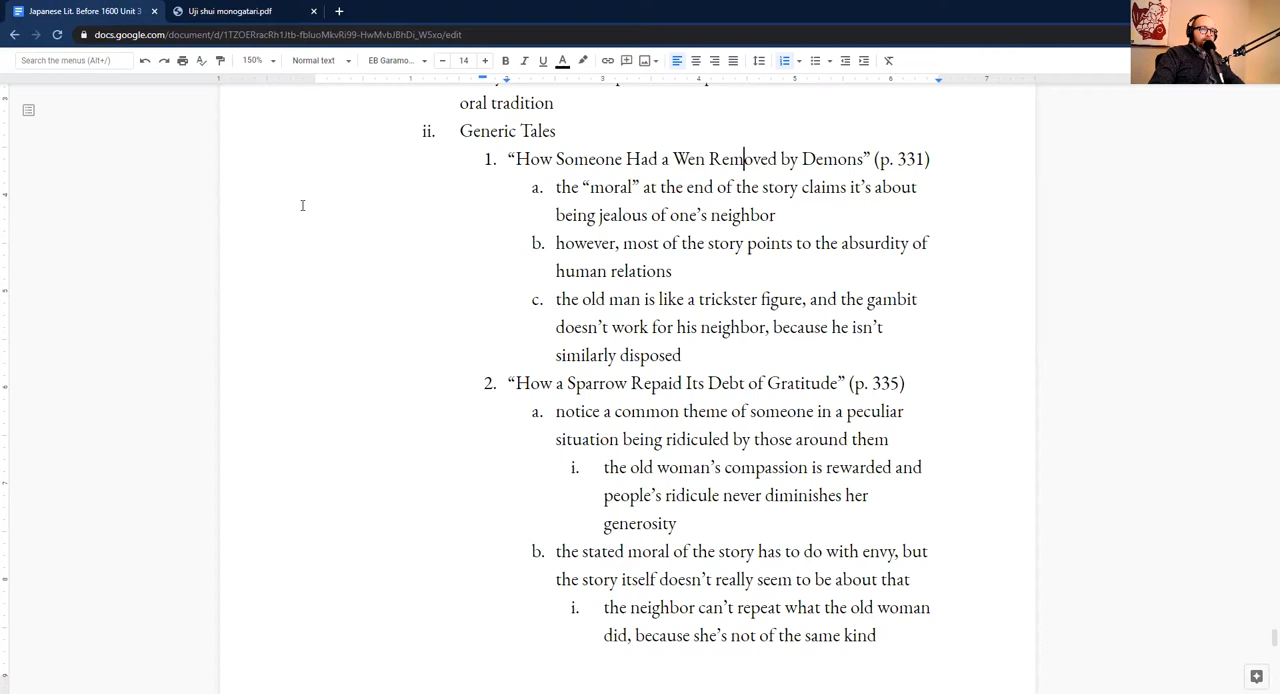 Japanese Lit. Before 1600 Unit 3
Uji shui monogatari.pdf
docs.google.com/document/d/1TZOERracRh1Jtb-fbluoMkvRi99-HwMvbJBhDi_W5xo/edit
Search the menus (Alt+/)
150%
Normal text
EB Garamo...
14
1 1 3 5 6 7
oral tradition
ii. Generic Tales
1. “How Someone Had a Wen Removed by Demons” (p. 331)
a. the “moral” at the end of the story claims it’s about
being jealous of one’s neighbor
b. however, most of the story points to the absurdity of
human relations
c. the old man is like a trickster figure, and the gambit
doesn’t work for his neighbor, because he isn’t
similarly disposed
2. “How a Sparrow Repaid Its Debt of Gratitude” (p. 335)
a. notice a common theme of someone in a peculiar
situation being ridiculed by those around them
i. the old woman’s compassion is rewarded and
people’s ridicule never diminishes her
generosity
b. the stated moral of the story has to do with envy, but
the story itself doesn’t really seem to be about that
i. the neighbor can’t repeat what the old woman
did, because she’s not of the same kind